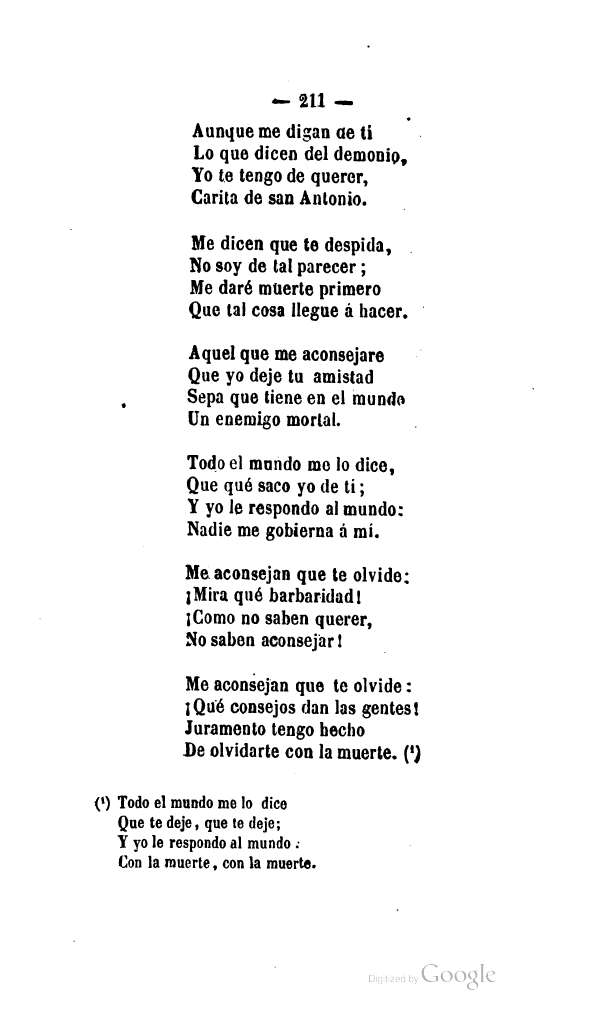 — 211 —
Aunque me digan de ti
Lo que dicen del demonio,
Yo te tengo de querer,
Carita de san Antonio.
Me dicen que te despida,
No soy de tal parecer;
Me daré muerte primero
Que tal cosa llegue á hacer.
Aquel que me aconsejare
Que yo deje tu amistad
Sepa que tiene en el mundo
Un enemigo mortal.
Todo el mundo me lo dice,
Que qué saco yo de ti;
Y yo le respondo al mundo:
Nadie me gobierna á mí.
Me aconsejan que te olvide:
¡Mira qué barbaridad!
¡Como no saben querer,
No saben aconsejar!
Me aconsejan que te olvide:
¡Qué consejos dan las gentes!
Juramento tengo hecho
De olvidarte con la muerte. (¹)
(¹) Todo el mundo me lo dice
Que te deje, que te deje;
Y yo le respondo al mundo:
Con la muerte, con la muerte.
Digitized by Google